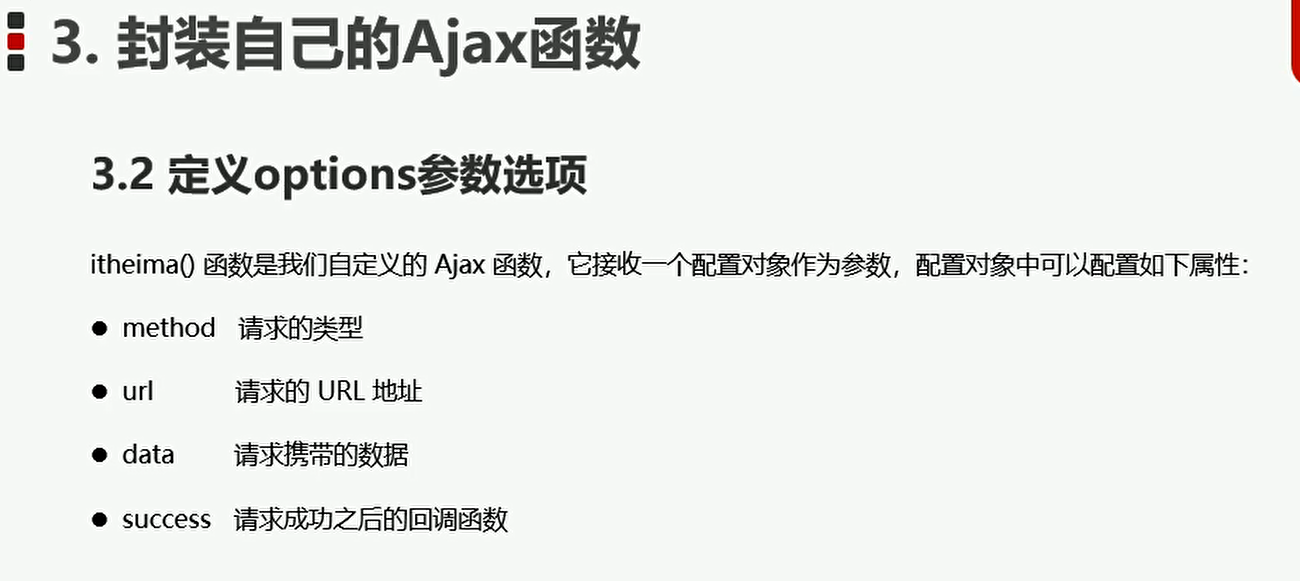 3. 封装自己的Ajax函数
3.2 定义options参数选项
itheima() 函数是我们自定义的 Ajax 函数，它接收一个配置对象作为参数，配置对象中可以配置如下属性：
● method 请求的类型
● url 请求的 URL 地址
● data 请求携带的数据
● success 请求成功之后的回调函数